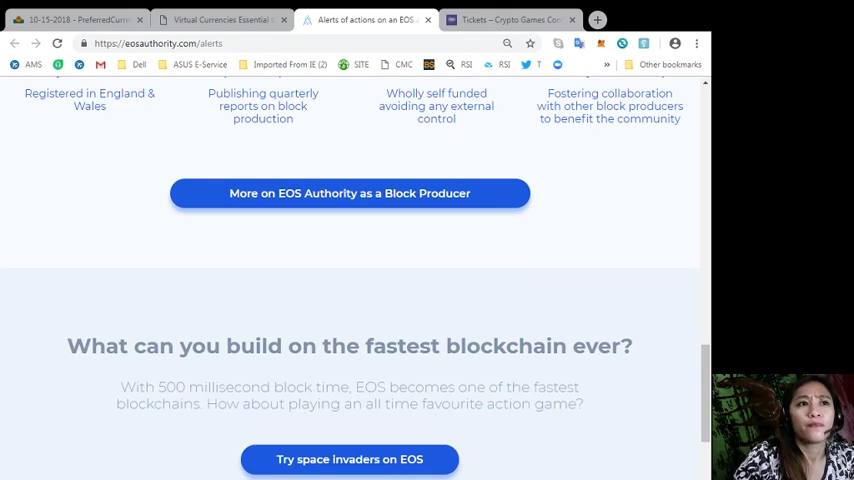 10-15-2018 - PreferredCurre
Virtual Currencies Essential t
Alerts of actions on an EOS
Tickets – Crypto Games Con
https://eosauthority.com/alerts
AMS
Dell
ASUS E-Service
Imported From IE (2)
SITE
CMC
BS
RSI
RSI
T
»
Other bookmarks
Registered in England &
Wales
Publishing quarterly
reports on block
production
Wholly self funded
avoiding any external
control
Fostering collaboration
with other block producers
to benefit the community
More on EOS Authority as a Block Producer
What can you build on the fastest blockchain ever?
With 500 millisecond block time, EOS becomes one of the fastest
blockchains. How about playing an all time favourite action game?
Try space invaders on EOS